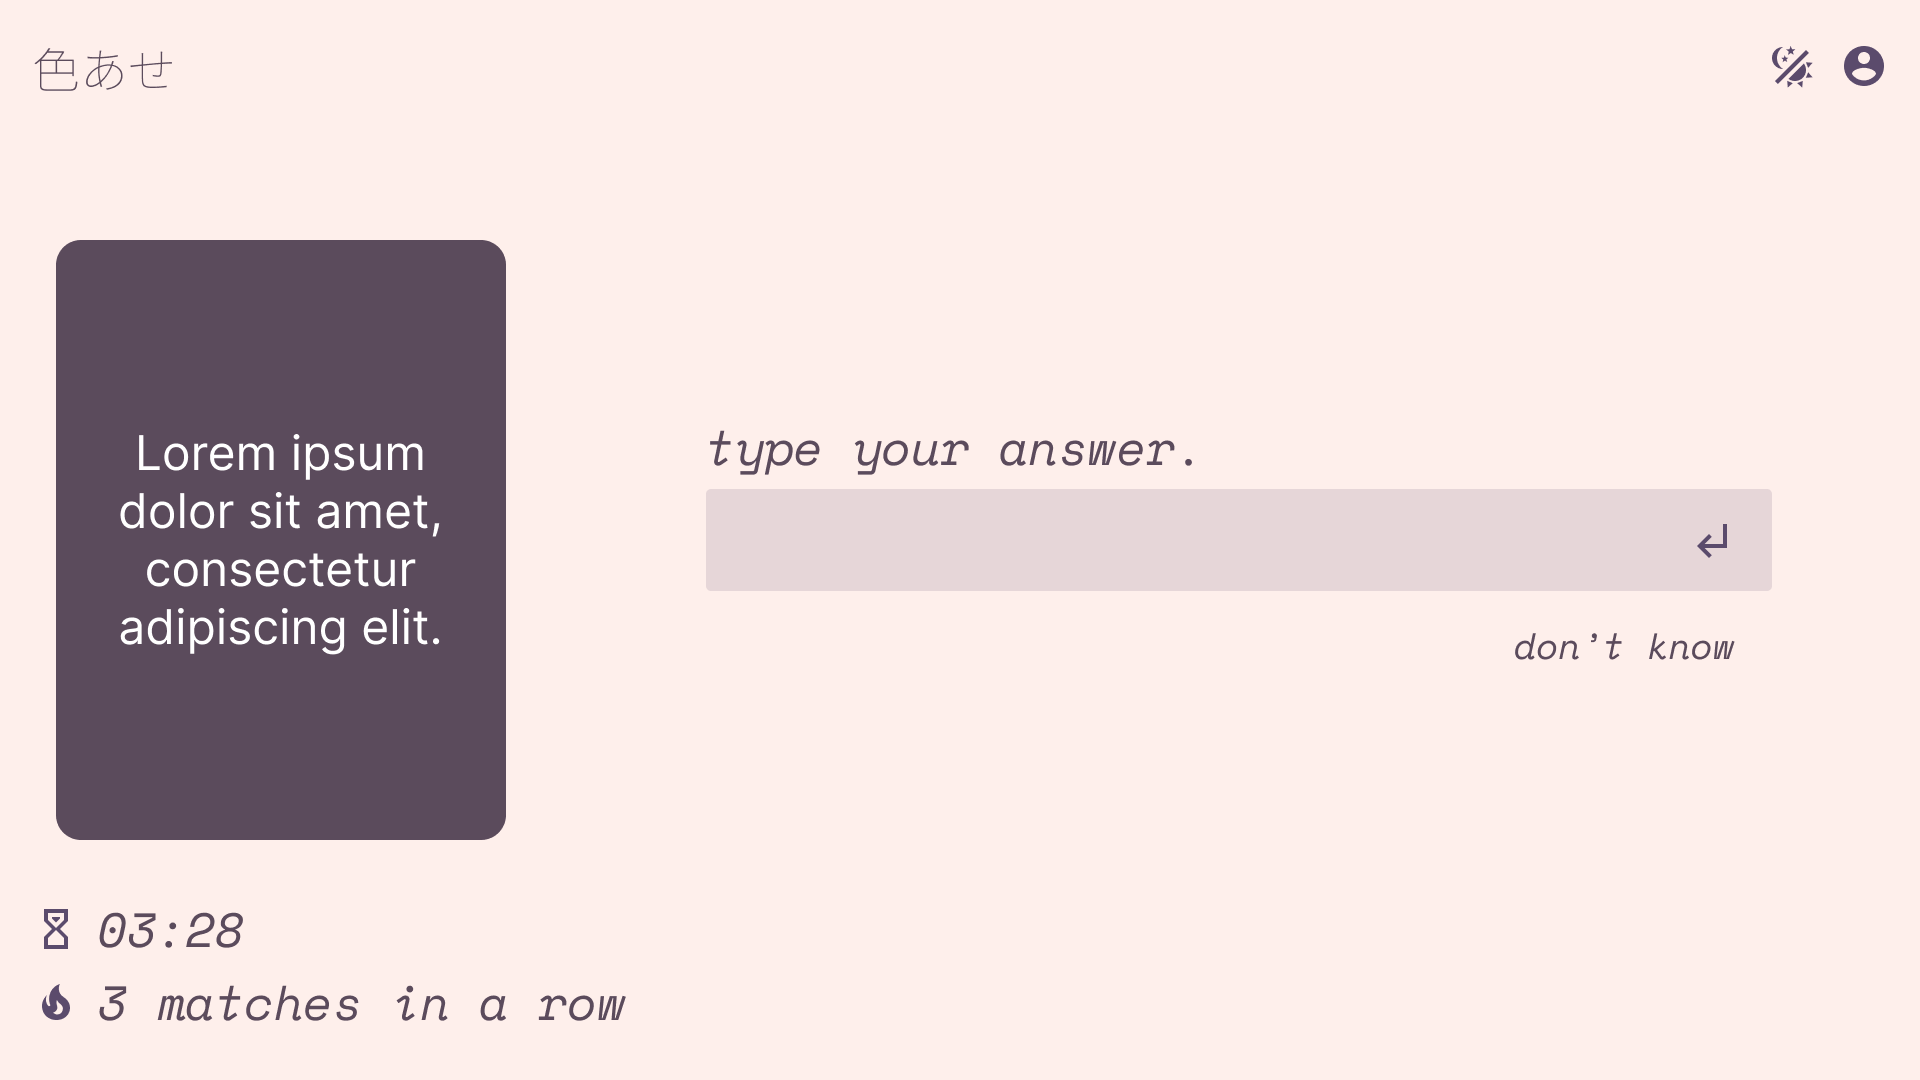 色あせ
Lorem ipsum
dolor sit amet,
consectetur
adipiscing elit.
type your answer.
don’t know
03:28
3 matches in a row